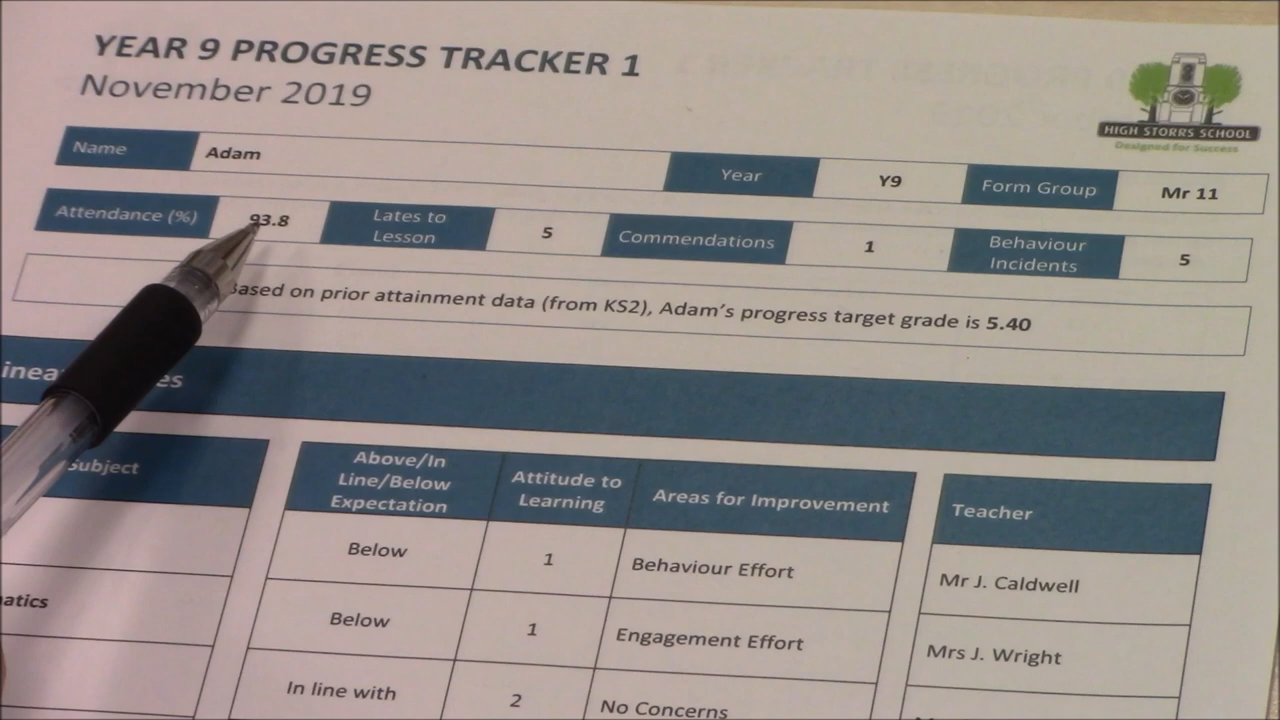 YEAR 9 PROGRESS TRACKER 1
November 2019
HIGH STORRS SCHOOL
Designed for Success
Name Adam Year Y9 Form Group Mr 11
Attendance (%) 93.8 Lates to Lesson 5 Commendations 1 Behaviour Incidents 5
Based on prior attainment data (from KS2), Adam's progress target grade is 5.40
Subject Above/In Line/Below Expectation Attitude to Learning Areas for Improvement Teacher
Below 1 Behaviour Effort Mr J. Caldwell
Below 1 Engagement Effort Mrs J. Wright
In line with 2 No Concerns